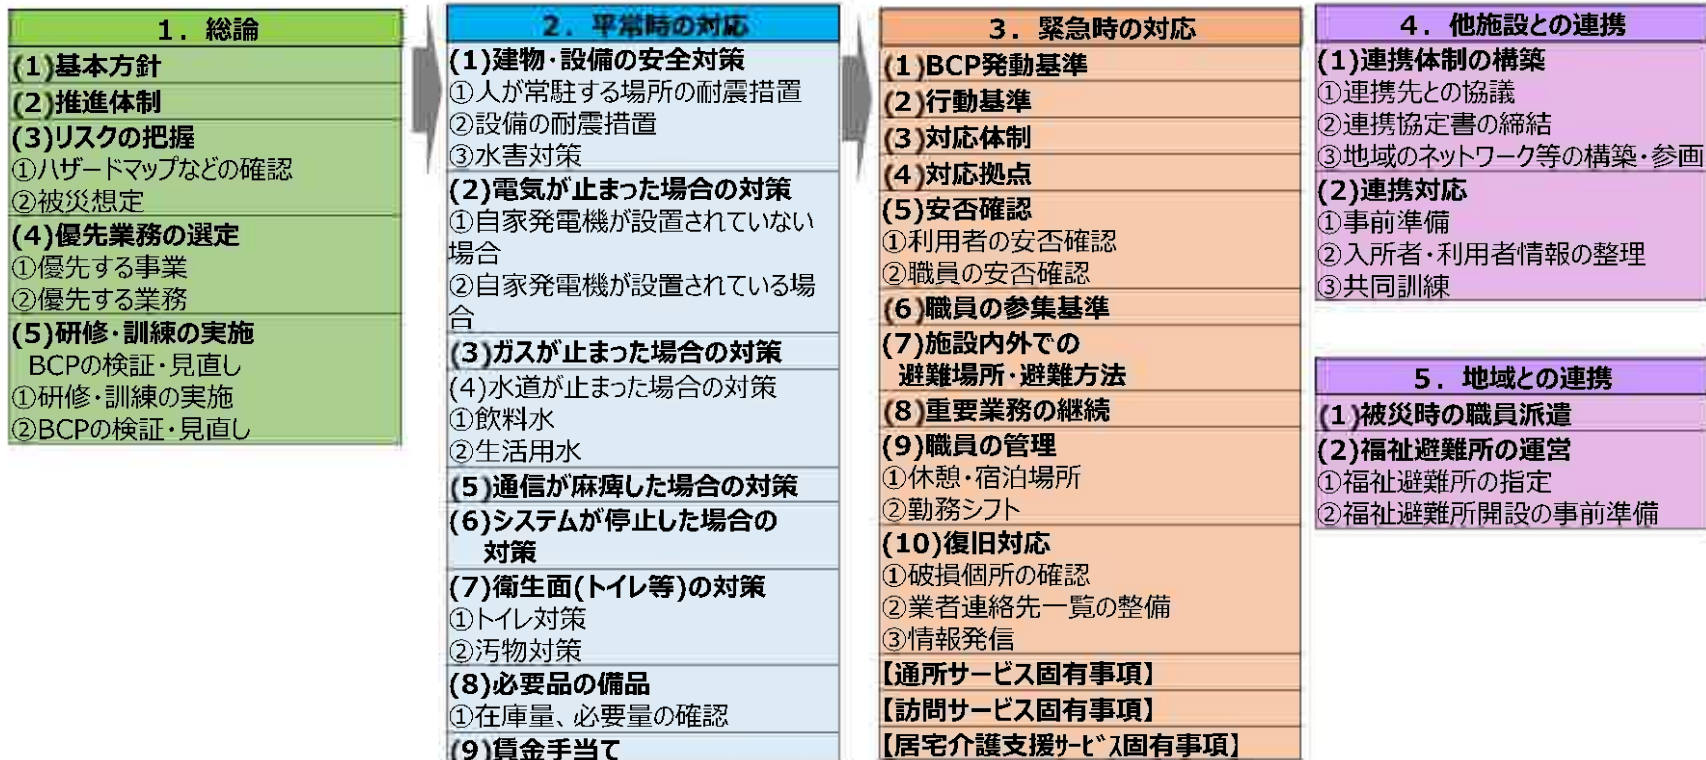 1．総論
(1)基本方針
(2)推進体制
(3)リスクの把握
①ハザードマップなどの確認
②被災想定
(4)優先業務の選定
①優先する事業
②優先する業務
(5)研修・訓練の実施
BCPの検証・見直し
①研修・訓練の実施
②BCPの検証・見直し
2．平常時の対応
(1)建物・設備の安全対策
①人が常駐する場所の耐震措置
②設備の耐震措置
③水害対策
(2)電気が止まった場合の対策
①自家発電機が設置されていない
場合
②自家発電機が設置されている場
合
(3)ガスが止まった場合の対策
(4)水道が止まった場合の対策
①飲料水
②生活用水
(5)通信が麻痺した場合の対策
(6)システムが停止した場合の
対策
(7)衛生面(トイレ等)の対策
①トイレ対策
②汚物対策
(8)必要品の備品
①在庫量、必要量の確認
(9)賃金手当て
3．緊急時の対応
(1)BCP発動基準
(2)行動基準
(3)対応体制
(4)対応拠点
(5)安否確認
①利用者の安否確認
②職員の安否確認
(6)職員の参集基準
(7)施設内外での
避難場所・避難方法
(8)重要業務の継続
(9)職員の管理
①休憩・宿泊場所
②勤務シフト
(10)復旧対応
①破損個所の確認
②業者連絡先一覧の整備
③情報発信
【通所サービス固有事項】
【訪問サービス固有事項】
【居宅介護支援ｻｰﾋﾞｽ固有事項】
4．他施設との連携
(1)連携体制の構築
①連携先との協議
②連携協定書の締結
③地域のネットワーク等の構築・参画
(2)連携対応
①事前準備
②入所者・利用者情報の整理
③共同訓練
5．地域との連携
(1)被災時の職員派遣
(2)福祉避難所の運営
①福祉避難所の指定
②福祉避難所開設の事前準備